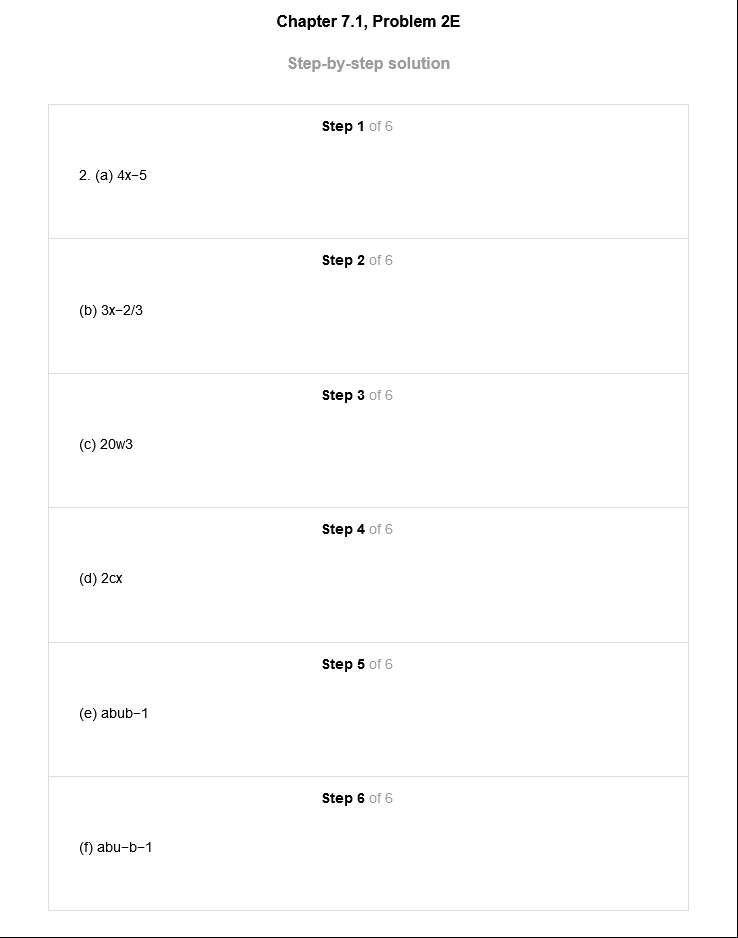 Chapter 7.1, Problem 2E
Step-by-step solution
Step 1 of 6
2. (a) 4x−5
Step 2 of 6
(b) 3x−2/3
Step 3 of 6
(c) 20w3
Step 4 of 6
(d) 2cx
Step 5 of 6
(e) abub−1
Step 6 of 6
(f) abu−b−1